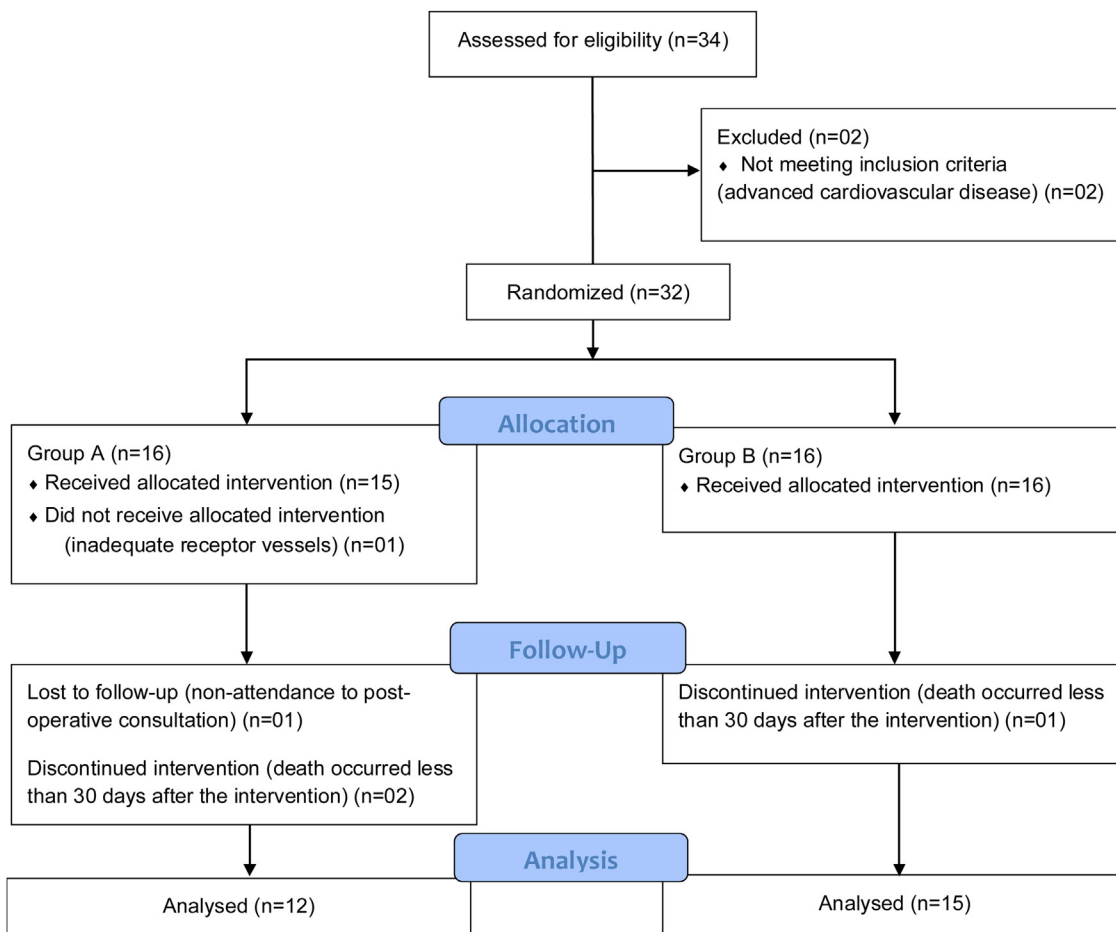 Assessed for eligibility (n=34)
Excluded (n=02)
♦ Not meeting inclusion criteria
(advanced cardiovascular disease) (n=02)
Randomized (n=32)
Allocation
Group A (n=16)
♦ Received allocated intervention (n=15)
♦ Did not receive allocated intervention
(inadequate receptor vessels) (n=01)
Group B (n=16)
♦ Received allocated intervention (n=16)
Follow-Up
Lost to follow-up (non-attendance to post-
operative consultation) (n=01)
Discontinued intervention (death occurred less
than 30 days after the intervention) (n=02)
Discontinued intervention (death occurred less
than 30 days after the intervention) (n=01)
Analysis
Analysed (n=12)
Analysed (n=15)